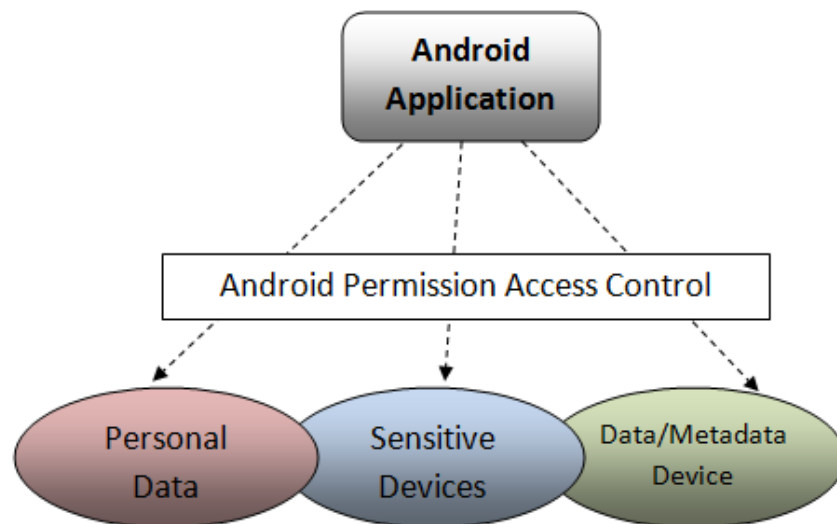 Android
Application
Android Permission Access Control
Personal
Data
Sensitive
Devices
Data/Metadata
Device